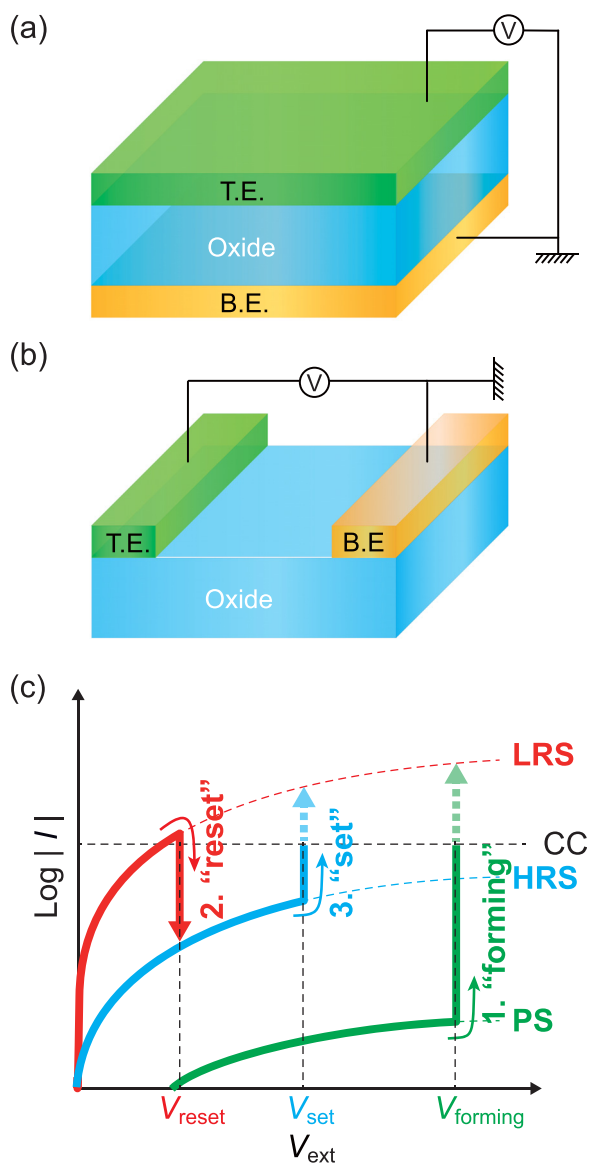 (a)
V
T.E.
Oxide
B.E.
(b)
V
T.E.
B.E
Oxide
(c)
Log | I |
LRS
CC
HRS
PS
2. “reset”
3. “set”
1. “forming”
Vreset
Vset
Vforming
Vext